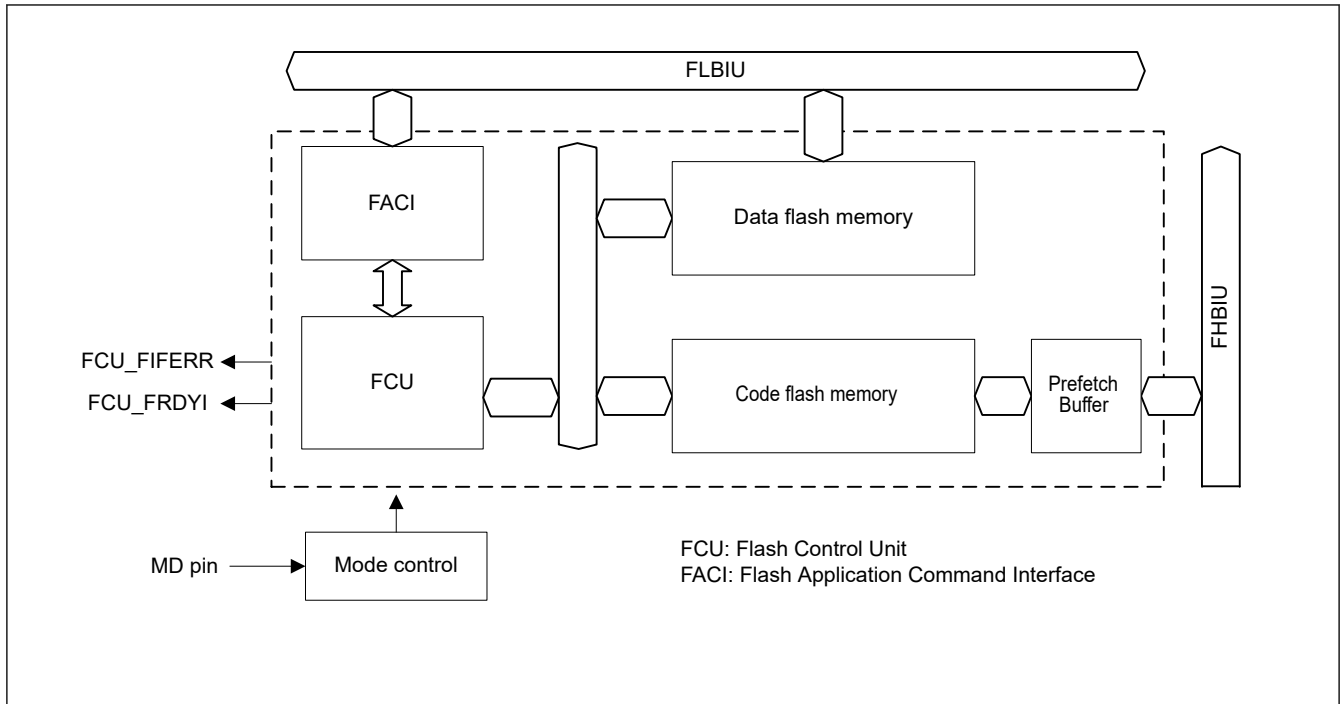 FLBIU
FACI
Data flash memory
FHBIU
FCU_FIFERR
FCU_FRDYI
FCU
Code flash memory
Prefetch
Buffer
MD pin
Mode control
FCU: Flash Control Unit
FACI: Flash Application Command Interface